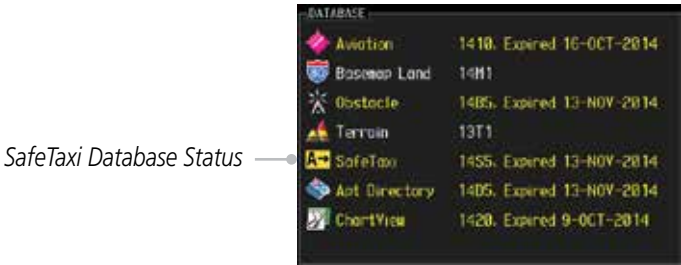 DATABASE
Aviation 1410. Expired 16-OCT-2014
Basemap Land 14M1
Obstacle 14B5. Expired 13-NOV-2014
Terrain 13T1
SafeTaxi Database Status
A→ SafeTaxi 14S5. Expired 13-NOV-2014
Apt Directory 14D5. Expired 13-NOV-2014
ChartView 1420. Expired 9-OCT-2014